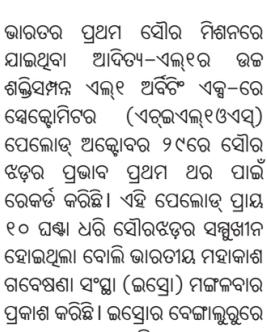 ଭାରତର ପ୍ରଥମ ସୌର ମିଶନରେ
ଯାଇଥିବା ଆଦିତ୍ୟ-ଏଲ୍୧ର ଉଚ୍ଚ
ଶକ୍ତିସମ୍ପନ୍ନ ଏଲ୍୧ ଅର୍ବିଟିଂ ଏକ୍ସ-ରେ
ସ୍ପେକ୍ଟୋମିଟର (ଏଚ୍ଇଏଲ୍୧ଓଏସ୍)
ପେଲୋଡ୍ ଅକ୍ଟୋବର ୨୯ରେ ସୌର
ଝଡ଼ର ପ୍ରଭାବ ପ୍ରଥମ ଥର ପାଇଁ
ରେକର୍ଡ କରିଛି। ଏହି ପେଲୋଡ୍ ପ୍ରାୟ
୧୦ ଘଣ୍ଟା ଧରି ସୌରଝଡ଼ର ସମ୍ମୁଖୀନ
ହୋଇଥିଲା ବୋଲି ଭାରତୀୟ ମହାକାଶ
ଗବେଷଣା ସଂସ୍ଥା (ଇସ୍ରୋ) ମଙ୍ଗଳବାର
ପ୍ରକାଶ କରିଛି। ଇସ୍ରୋର ବେଙ୍ଗାଲୁରୁରେ